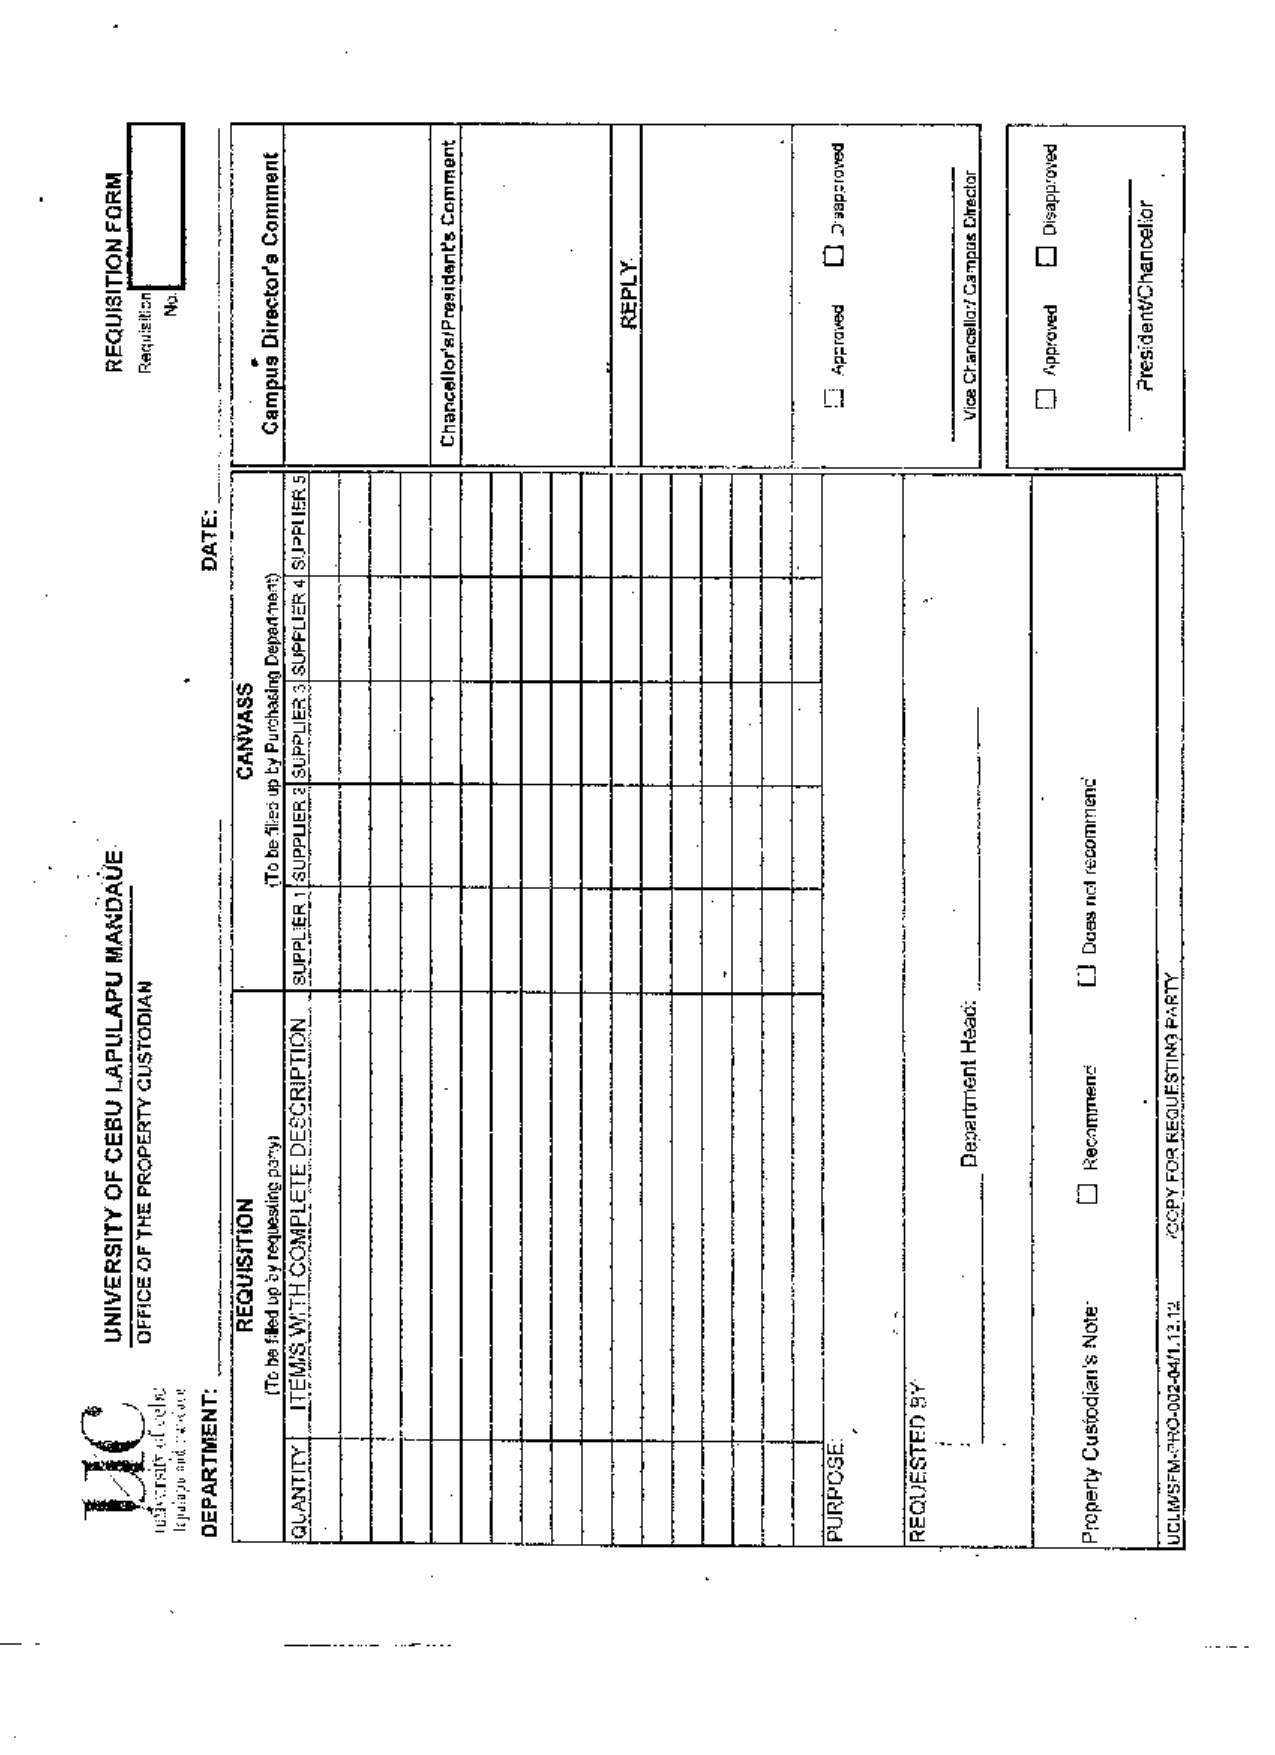 UC
university of cebu
lapulapu and mandaue
UNIVERSITY OF CEBU LAPULAPU MANDAUE
OFFICE OF THE PROPERTY CUSTODIAN
REQUISITION FORM
Requisition
No.
DEPARTMENT:
DATE:
REQUISITION
(To be filled up by requesting party)
CANVASS
(To be filled up by Purchasing Department)
Campus Director's Comment
QUANTITY ITEM/S WITH COMPLETE DESCRIPTION SUPPLIER 1 SUPPLIER 2 SUPPLIER 3 SUPPLIER 4 SUPPLIER 5
Chancellor's/President's Comment
REPLY
PURPOSE:
Approved Disapproved
REQUESTED BY:
Department Head:
Vice Chancellor/ Campus Director
Property Custodian's Note: Recommend Does not recommend
Approved Disapproved
President/Chancellor
UCLM/SFM-PRO-002-04/1.12.12 /COPY FOR REQUESTING PARTY